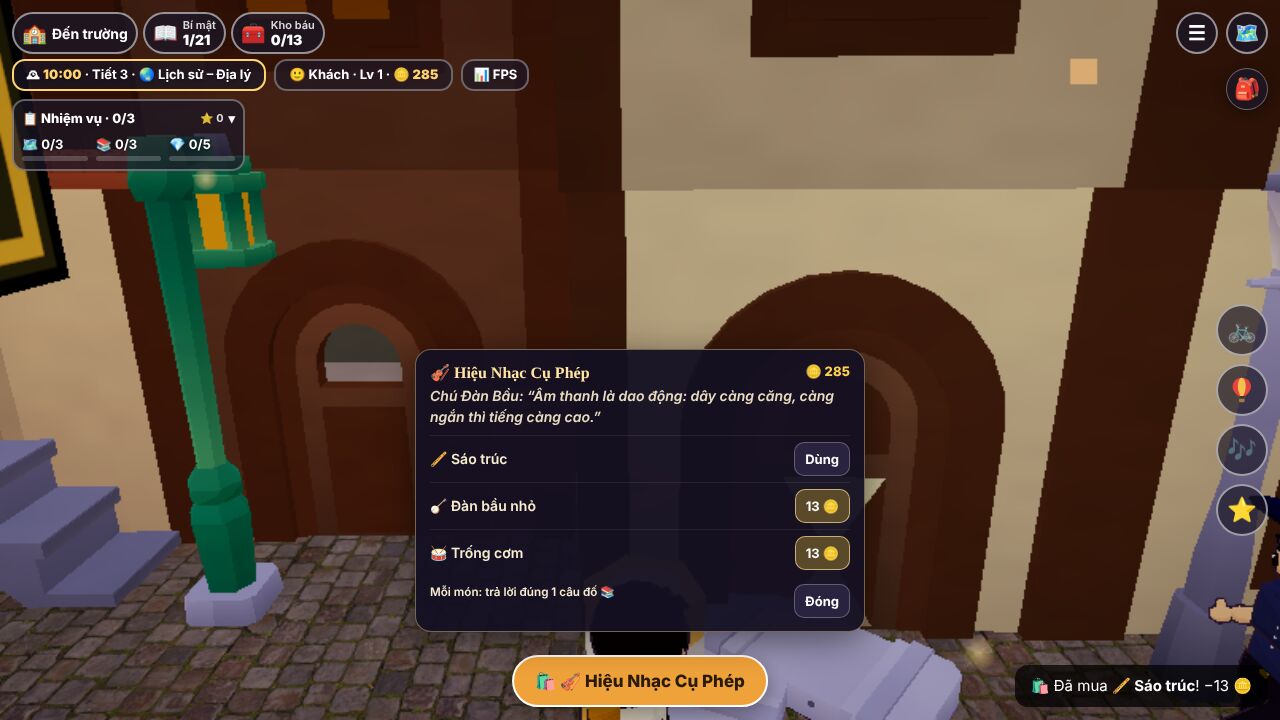 Đến trường
Bí mật
1/21
Kho báu
0/13
10:00 · Tiết 3 · Lịch sử – Địa lý
Khách · Lv 1 · 285
FPS
Nhiệm vụ · 0/3
0
0/3
0/3
0/5
Hiệu Nhạc Cụ Phép
285
Chú Đàn Bầu: “Âm thanh là dao động: dây càng căng, càng
ngắn thì tiếng càng cao.”
Sáo trúc
Dùng
Đàn bầu nhỏ
13
Trống cơm
13
Mỗi món: trả lời đúng 1 câu đố
Đóng
Hiệu Nhạc Cụ Phép
Đã mua Sáo trúc! −13